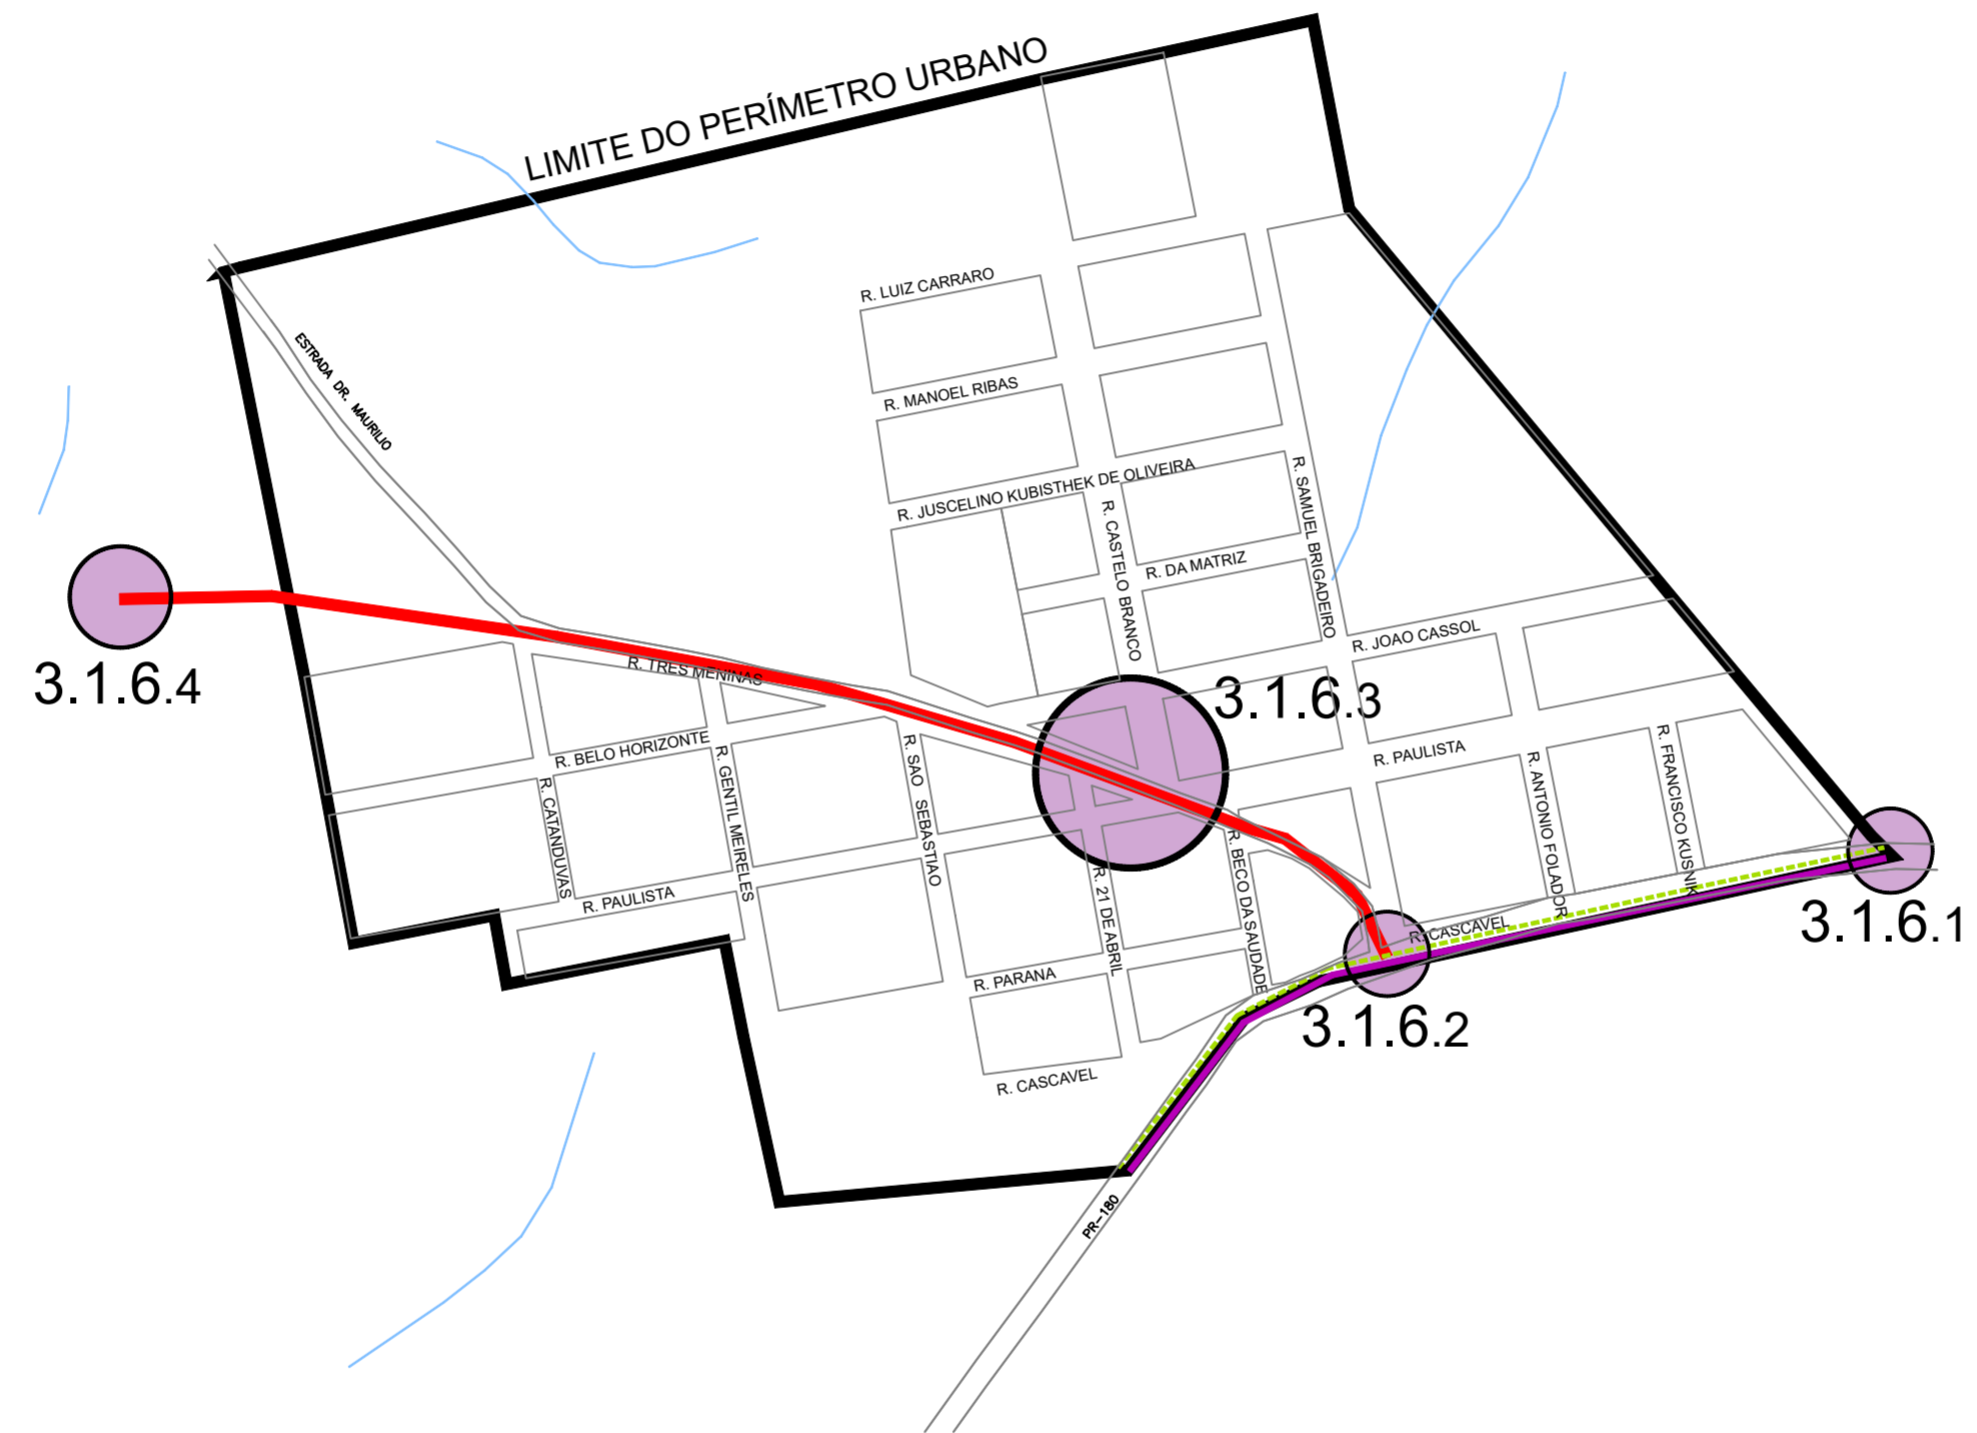 LIMITE DO PERÍMETRO URBANO
R. LUIZ CARRARO
ESTRADA DR. MAURILIO
R. MANOEL RIBAS
R. JUSCELINO KUBISTHEK DE OLIVEIRA
R. CASTELO BRANCO
R. SAMUEL BRIGADEIRO
R. DA MATRIZ
R. JOAO CASSOL
3.1.6.4
R. TRES MENINAS
3.1.6.3
R. BELO HORIZONTE
R. PAULISTA
R. CATANDUVAS
R. GENTIL MEIRELES
R. SAO SEBASTIAO
R. ANTONIO FOLADOR
R. FRANCISCO KUSNIK
R. BECO DA SAUDADE
R. 21 DE ABRIL
R. PAULISTA
R. CASCAVEL
3.1.6.1
R. PARANA
3.1.6.2
R. CASCAVEL
PR-180